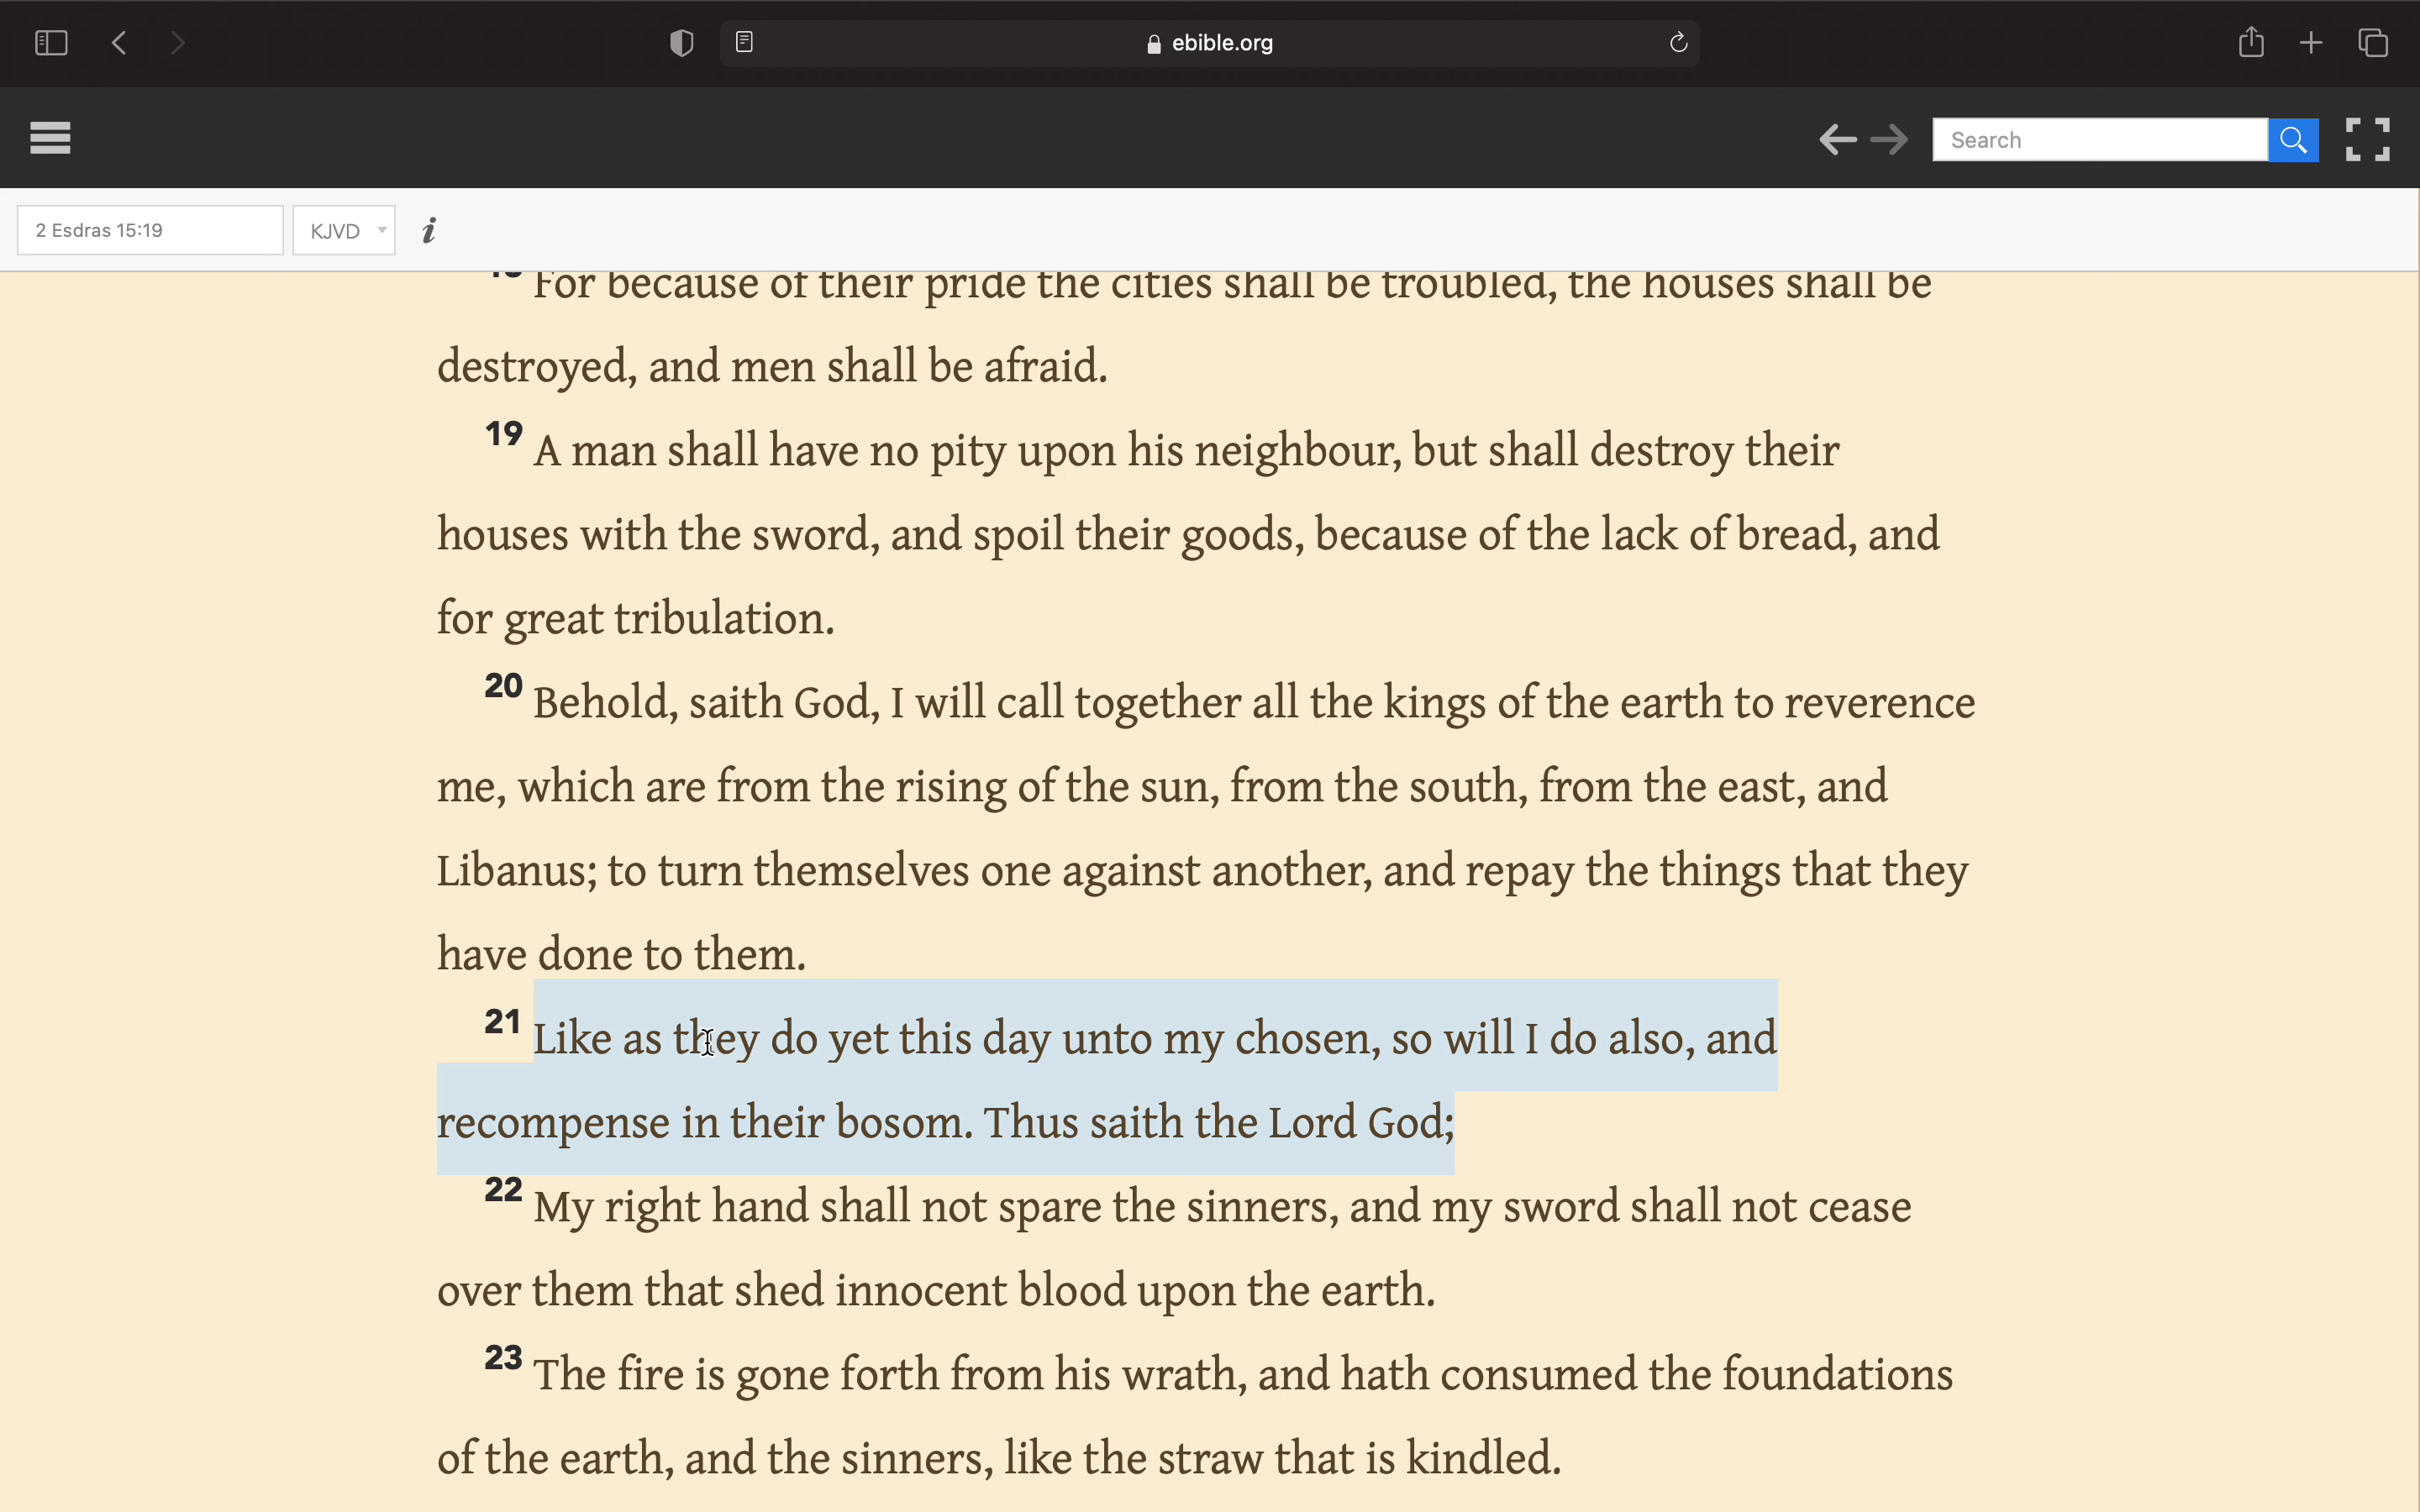 ebible.org
Search
2 Esdras 15:19 KJVD i
18 For because of their pride the cities shall be troubled, the houses shall be
destroyed, and men shall be afraid.
19 A man shall have no pity upon his neighbour, but shall destroy their
houses with the sword, and spoil their goods, because of the lack of bread, and
for great tribulation.
20 Behold, saith God, I will call together all the kings of the earth to reverence
me, which are from the rising of the sun, from the south, from the east, and
Libanus; to turn themselves one against another, and repay the things that they
have done to them.
21 Like as they do yet this day unto my chosen, so will I do also, and
recompense in their bosom. Thus saith the Lord God;
22 My right hand shall not spare the sinners, and my sword shall not cease
over them that shed innocent blood upon the earth.
23 The fire is gone forth from his wrath, and hath consumed the foundations
of the earth, and the sinners, like the straw that is kindled.